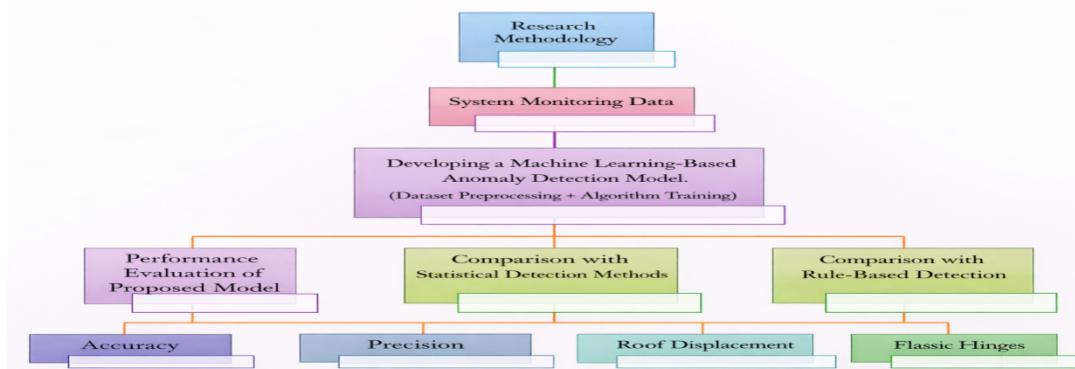 Research
Methodology
System Monitoring Data
Developing a Machine Learning-Based
Anomaly Detection Model.
(Dataset Preprocessing + Algorithm Training)
Performance
Evaluation of
Proposed Model
Comparison with
Statistical Detection Methods
Comparison with
Rule-Based Detection
Accuracy
Precision
Roof Displacement
Flassic Hinges